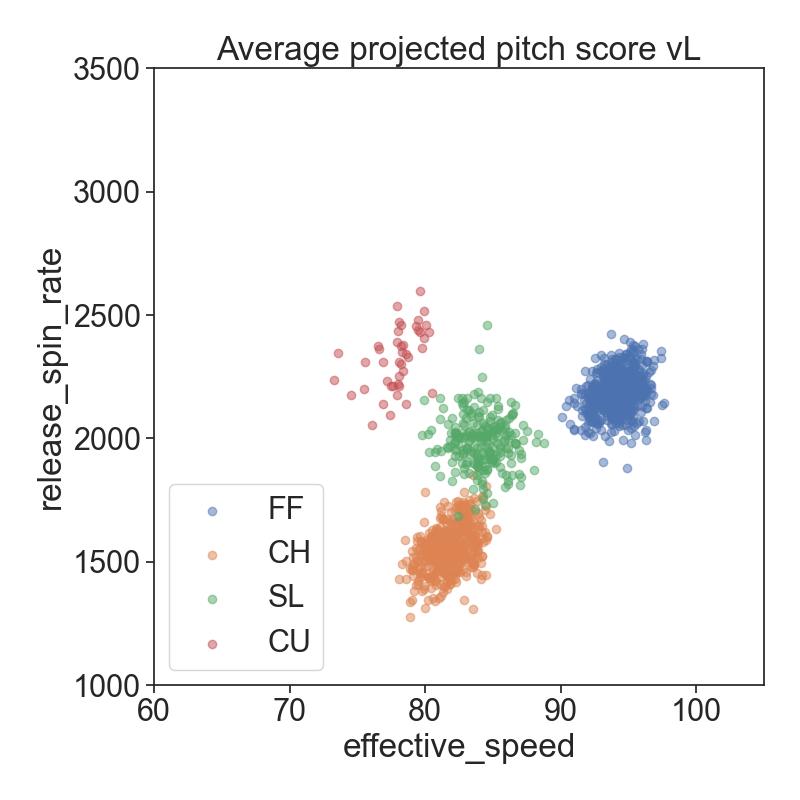 Average projected pitch score vL
3500
3000
2500
2000
1500
1000
release_spin_rate
FF
CH
SL
CU
60
70
80
90
100
effective_speed